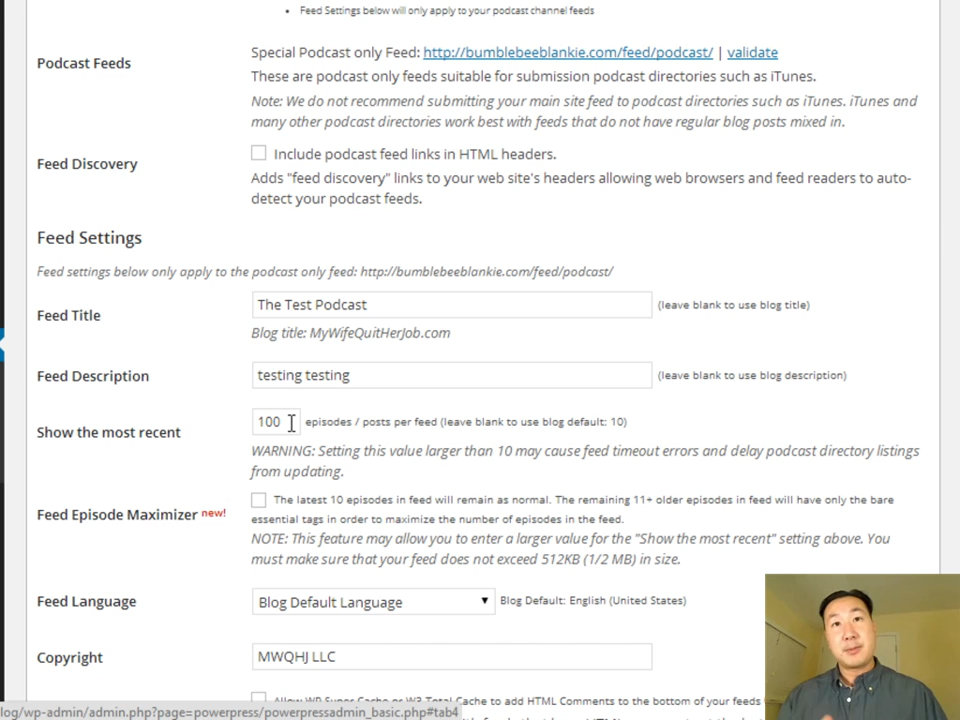 Feed Settings below will only apply to your podcast channel feeds
Podcast Feeds
Special Podcast only Feed: http://bumblebeeblankie.com/feed/podcast/ | validate
These are podcast only feeds suitable for submission podcast directories such as iTunes.
Note: We do not recommend submitting your main site feed to podcast directories such as iTunes. iTunes and
many other podcast directories work best with feeds that do not have regular blog posts mixed in.
Feed Discovery
Include podcast feed links in HTML headers.
Adds "feed discovery" links to your web site's headers allowing web browsers and feed readers to auto-
detect your podcast feeds.
Feed Settings
Feed settings below only apply to the podcast only feed: http://bumblebeeblankie.com/feed/podcast/
Feed Title
The Test Podcast (leave blank to use blog title)
Blog title: MyWifeQuitHerJob.com
Feed Description
testing testing (leave blank to use blog description)
Show the most recent
100 episodes / posts per feed (leave blank to use blog default: 10)
WARNING: Setting this value larger than 10 may cause feed timeout errors and delay podcast directory listings
from updating.
Feed Episode Maximizer new!
The latest 10 episodes in feed will remain as normal. The remaining 11+ older episodes in feed will have only the bare
essential tags in order to maximize the number of episodes in the feed.
NOTE: This feature may allow you to enter a larger value for the "Show the most recent" setting above. You
must make sure that your feed does not exceed 512KB (1/2 MB) in size.
Feed Language
Blog Default Language Blog Default: English (United States)
Copyright
MWQHJ LLC
Allow WP Super Cache or W3 Total Cache to add HTML Comments to the bottom of your feeds
log/wp-admin/admin.php?page=powerpress/powerpressadmin_basic.php#tab4